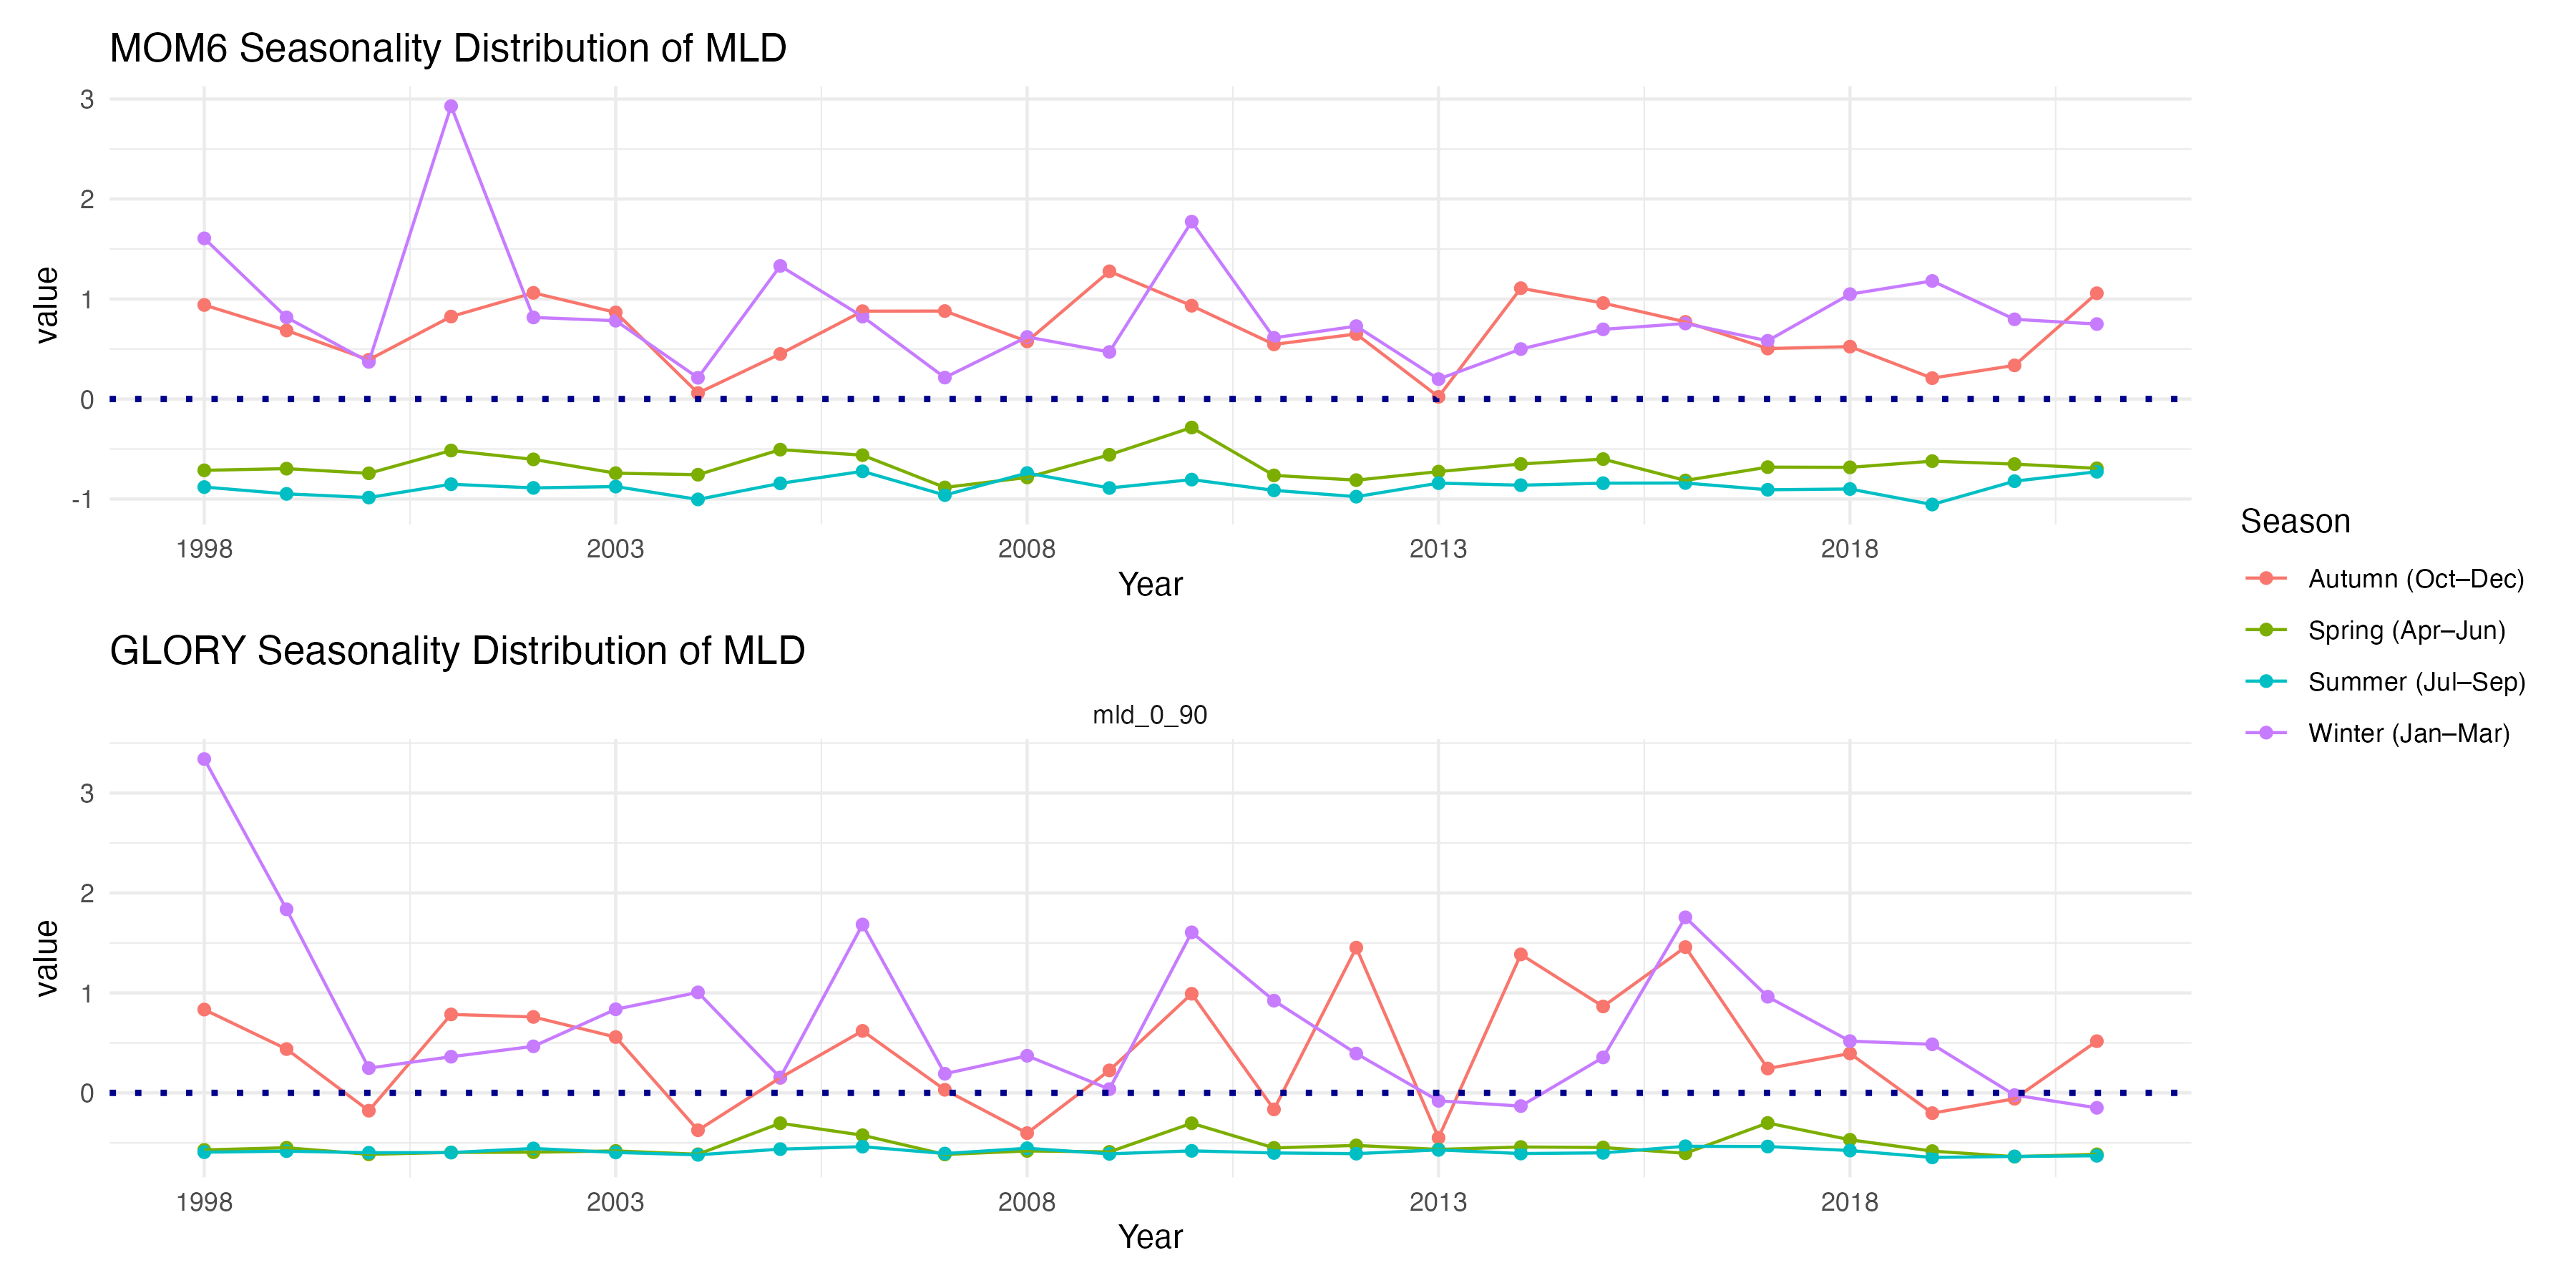 MOM6 Seasonality Distribution of MLD
3
2
1
0
-1
value
1998 2003 2008 2013 2018
Year
GLORY Seasonality Distribution of MLD
mld_0_90
3
2
1
0
value
1998 2003 2008 2013 2018
Year
Season
Autumn (Oct–Dec)
Spring (Apr–Jun)
Summer (Jul–Sep)
Winter (Jan–Mar)